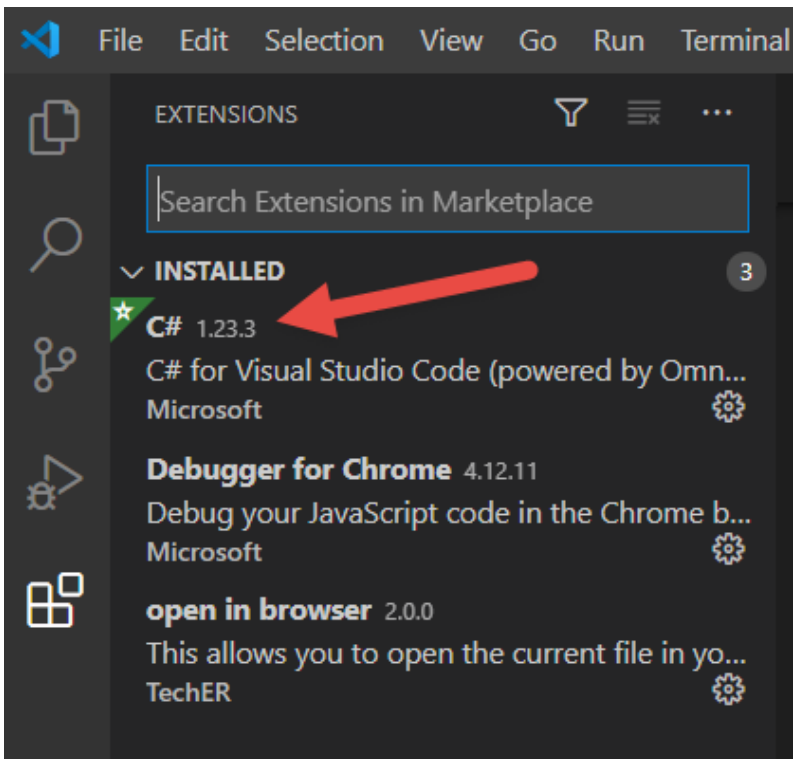 File Edit Selection View Go Run Terminal
EXTENSIONS
Search Extensions in Marketplace
INSTALLED 3
C# 1.23.3
C# for Visual Studio Code (powered by Omn...
Microsoft
Debugger for Chrome 4.12.11
Debug your JavaScript code in the Chrome b...
Microsoft
open in browser 2.0.0
This allows you to open the current file in yo...
TechER